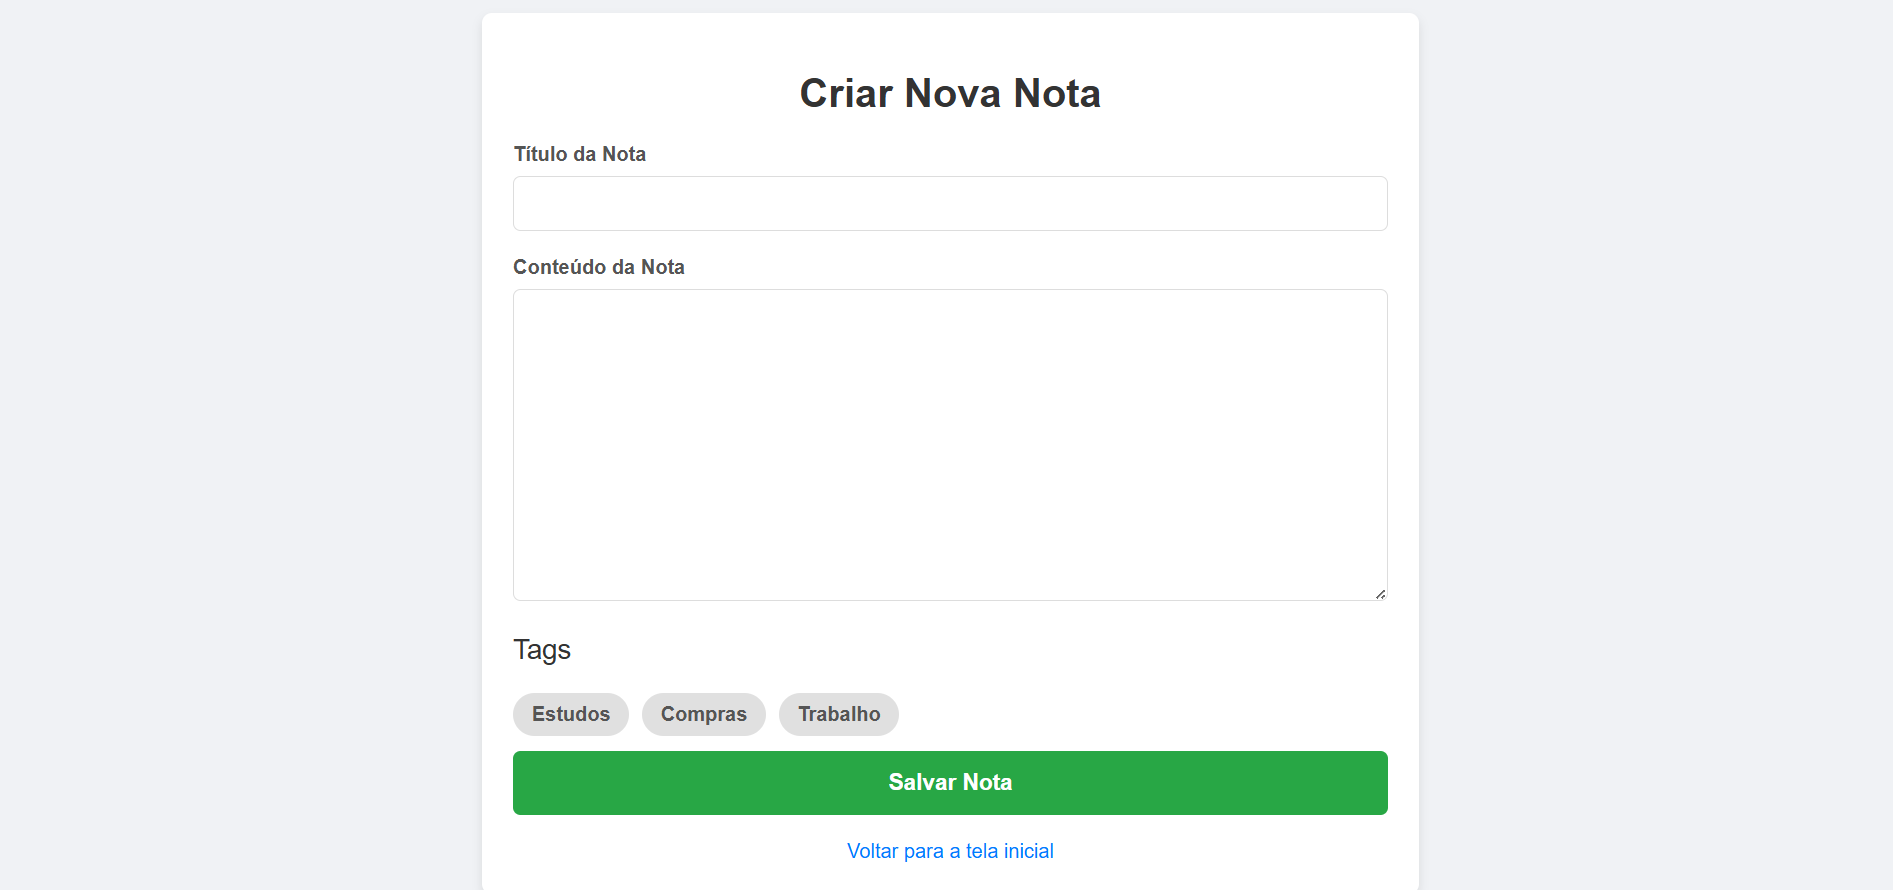 Criar Nova Nota
Título da Nota
Conteúdo da Nota
Tags
Estudos Compras Trabalho
Salvar Nota
Voltar para a tela inicial